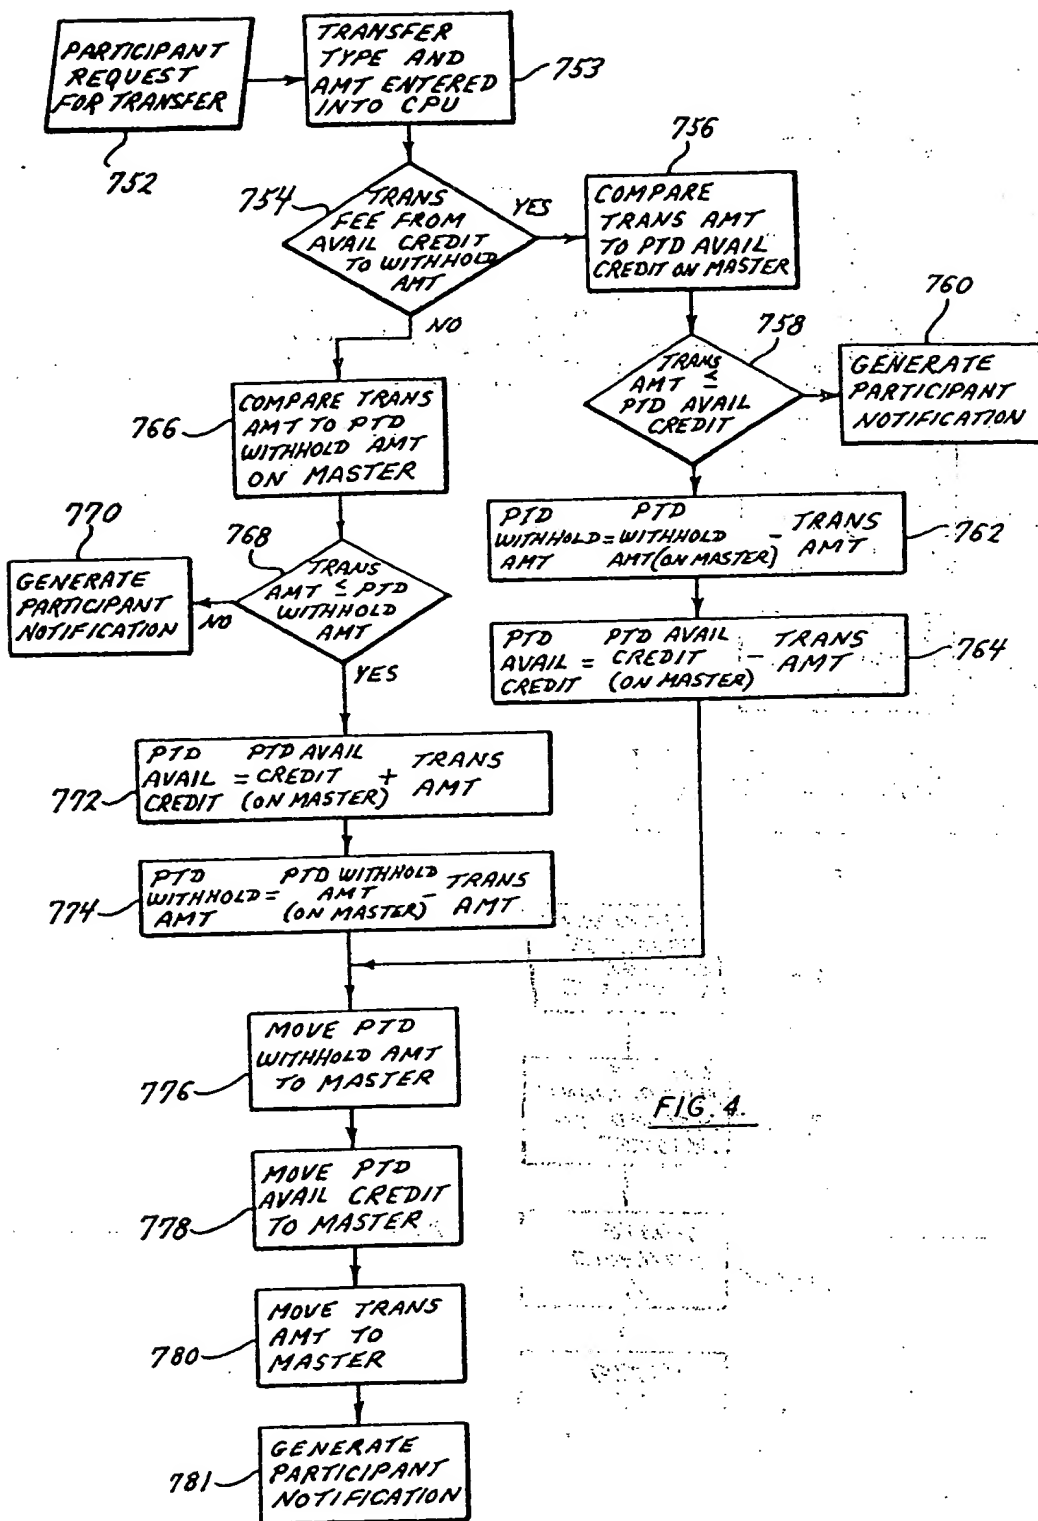 PARTICIPANT
REQUEST
FOR TRANSFER
752
TRANSFER
TYPE AND
AMT ENTERED
INTO CPU
753
754
TRANS
FEE FROM
AVAIL CREDIT
TO WITHHOLD
AMT
YES
NO
756
COMPARE
TRANS AMT
TO PTD AVAIL
CREDIT ON MASTER
758
TRANS
AMT ≤
PTD AVAIL
CREDIT
760
GENERATE
PARTICIPANT
NOTIFICATION
766
COMPARE TRANS
AMT TO PTD
WITHHOLD AMT
ON MASTER
PTD PTD
WITHHOLD = WITHHOLD - TRANS
AMT AMT (ON MASTER) AMT
762
770
GENERATE
PARTICIPANT
NOTIFICATION
768
TRANS
AMT ≤ PTD
WITHHOLD
AMT
NO
YES
PTD PTD AVAIL
AVAIL = CREDIT - TRANS
CREDIT (ON MASTER) AMT
764
PTD PTD AVAIL
AVAIL = CREDIT + TRANS
CREDIT (ON MASTER) AMT
772
PTD PTD WITHHOLD
WITHHOLD = AMT - TRANS
AMT (ON MASTER) AMT
774
MOVE PTD
WITHHOLD AMT
TO MASTER
776
FIG. 4.
MOVE PTD
AVAIL CREDIT
TO MASTER
778
MOVE TRANS
AMT TO
MASTER
780
GENERATE
PARTICIPANT
NOTIFICATION
781